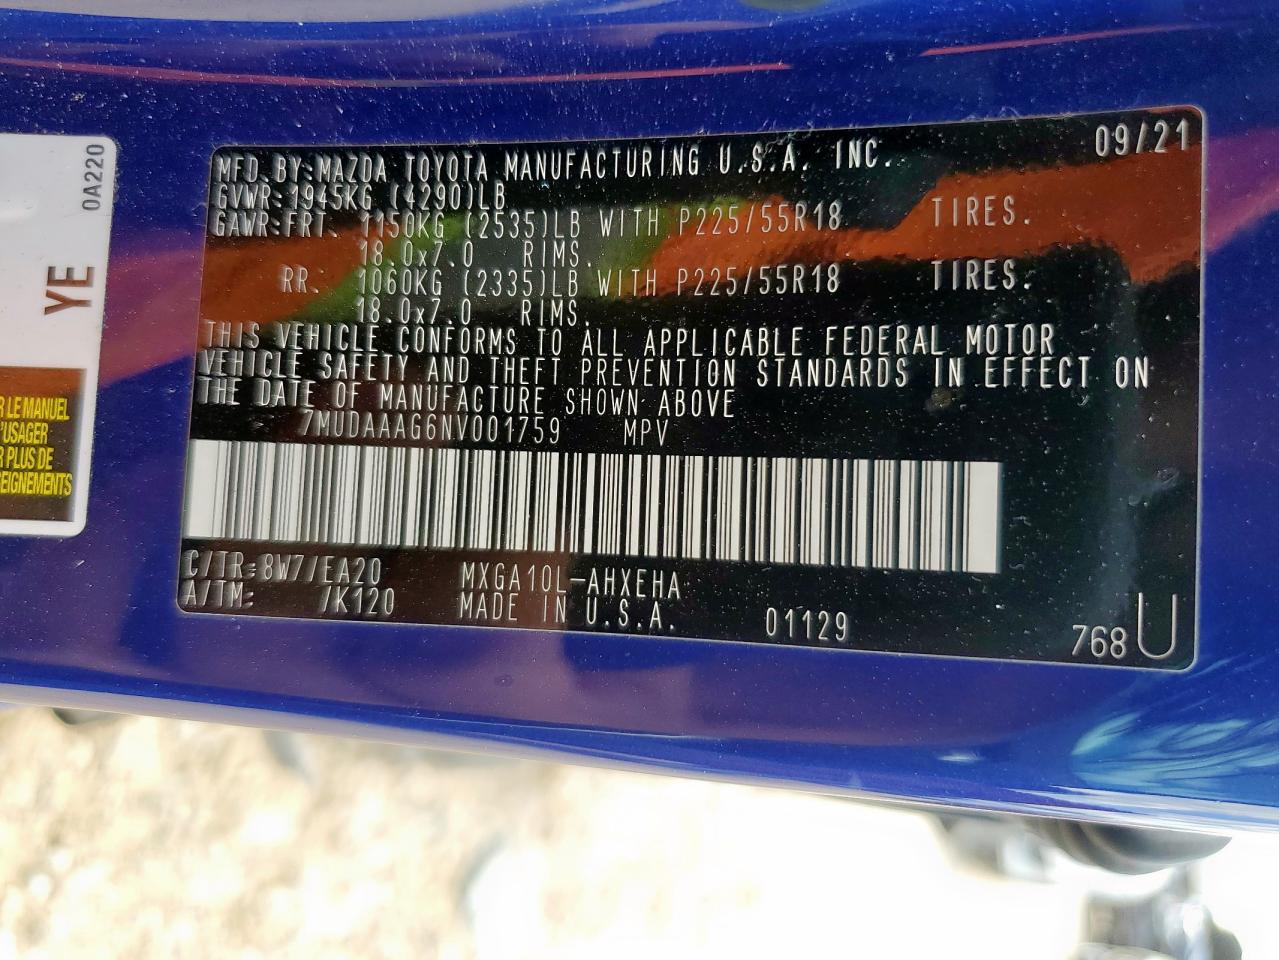 0A220
YE
R LE MANUEL
'USAGER
R PLUS DE
EIGNEMENTS
09/21
MFD.BY:MAZDA TOYOTA MANUFACTURING U.S.A. INC.
GVWR:1945KG (4290)LB
GAWR:FRT. 1150KG (2535)LB WITH P225/55R18 TIRES.
18.0x7.0 RIMS.
RR. 1060KG (2335)LB WITH P225/55R18 TIRES.
18.0x7.0 RIMS.
THIS VEHICLE CONFORMS TO ALL APPLICABLE FEDERAL MOTOR
VEHICLE SAFETY AND THEFT PREVENTION STANDARDS IN EFFECT ON
THE DATE OF MANUFACTURE SHOWN ABOVE
7MUDAAAG6NV001759 MPV
C/TR:8W7/EA20 MXGA10L-AHXEHA
A/TM: /K120 MADE IN U.S.A. 01129 768U